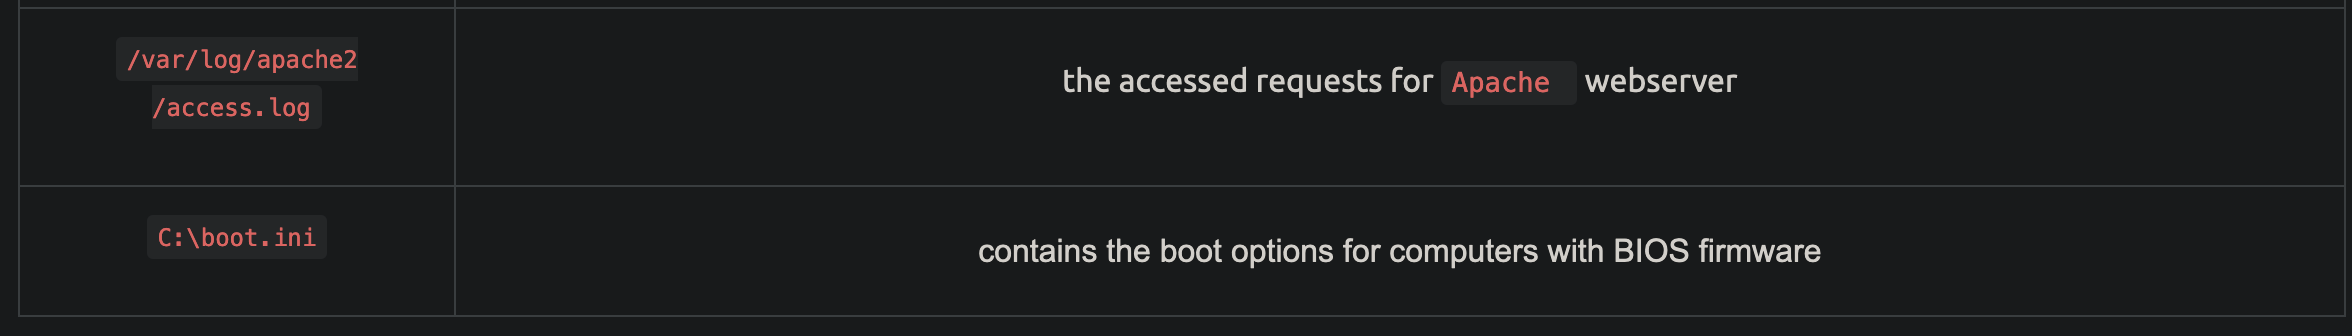 /var/log/apache2
/access.log
the accessed requests for Apache webserver
C:\boot.ini
contains the boot options for computers with BIOS firmware